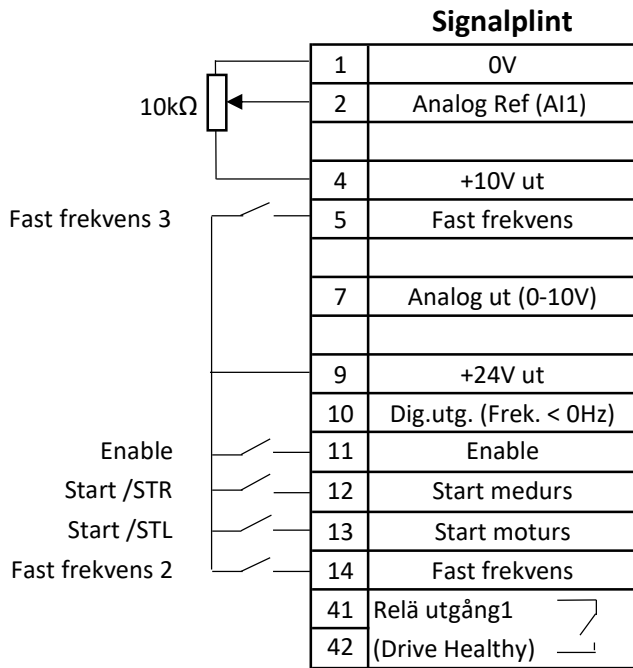 Signalplint
1 0V
10kΩ 2 Analog Ref (AI1)
4 +10V ut
Fast frekvens 3 5 Fast frekvens
7 Analog ut (0-10V)
9 +24V ut
10 Dig.utg. (Frek. < 0Hz)
Enable 11 Enable
Start /STR 12 Start medurs
Start /STL 13 Start moturs
Fast frekvens 2 14 Fast frekvens
41 Relä utgång1
42 (Drive Healthy)